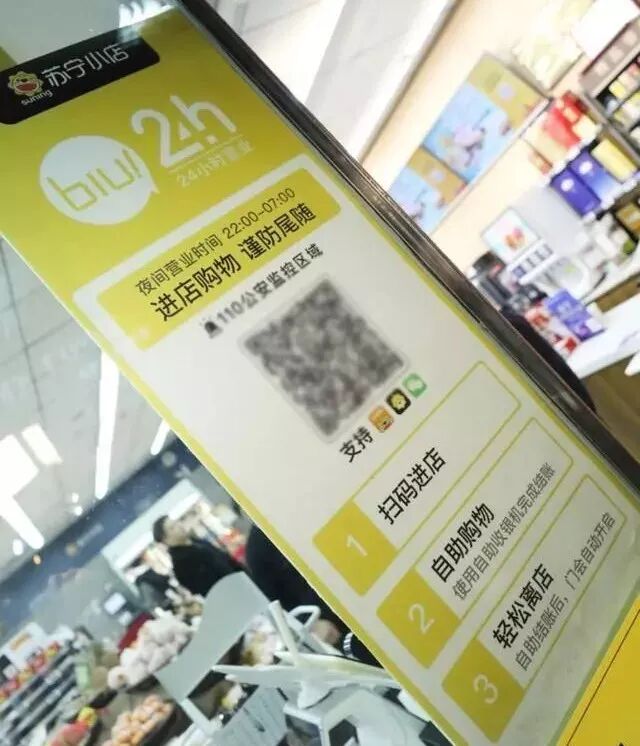 苏宁小店
suning
biu!
24h
24小时营业
夜间营业时间 22:00-07:00
进店购物 谨防尾随
110公安监控区域
支持
1 扫码进店
2 自助购物
使用自助收银机完成结账
3 轻松离店
自助结账后，门会自动开启